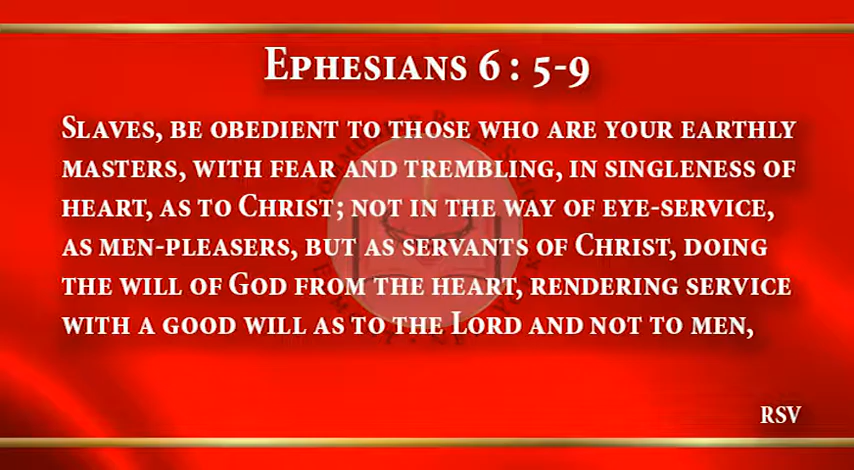 Ephesians 6 : 5-9
Slaves, be obedient to those who are your earthly
masters, with fear and trembling, in singleness of
heart, as to Christ; not in the way of eye-service,
as men-pleasers, but as servants of Christ, doing
the will of God from the heart, rendering service
with a good will as to the Lord and not to men,
RSV